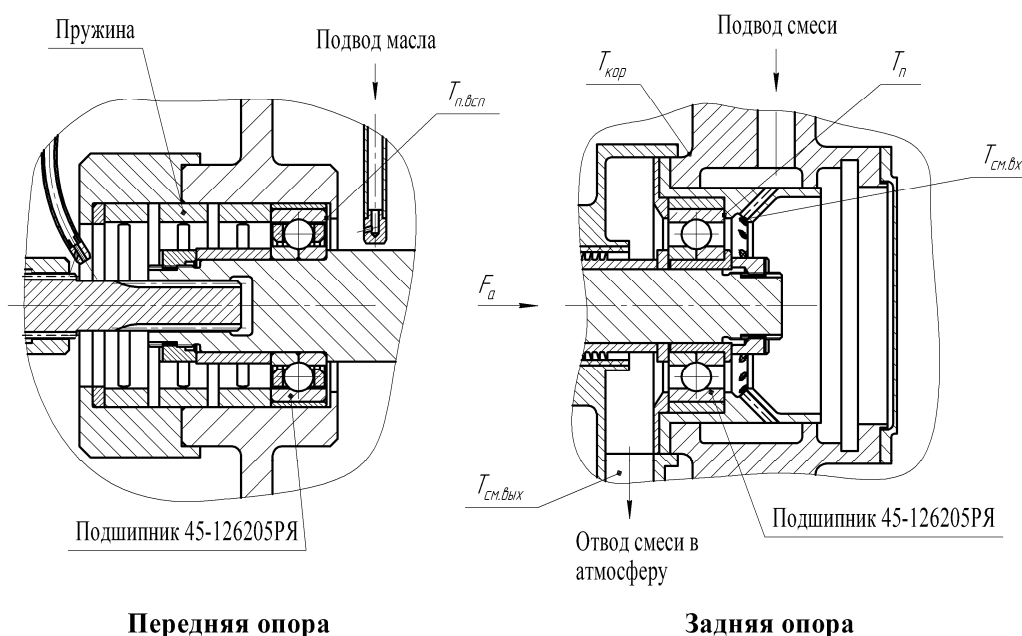 Пружина
Подвод масла
Tп.всп
Подшипник 45-126205РЯ
Передняя опора
Подвод смеси
Tкор
Tп
Tсм.вх
Fa
Tсм.вых
Подшипник 45-126205РЯ
Отвод смеси в
атмосферу
Задняя опора